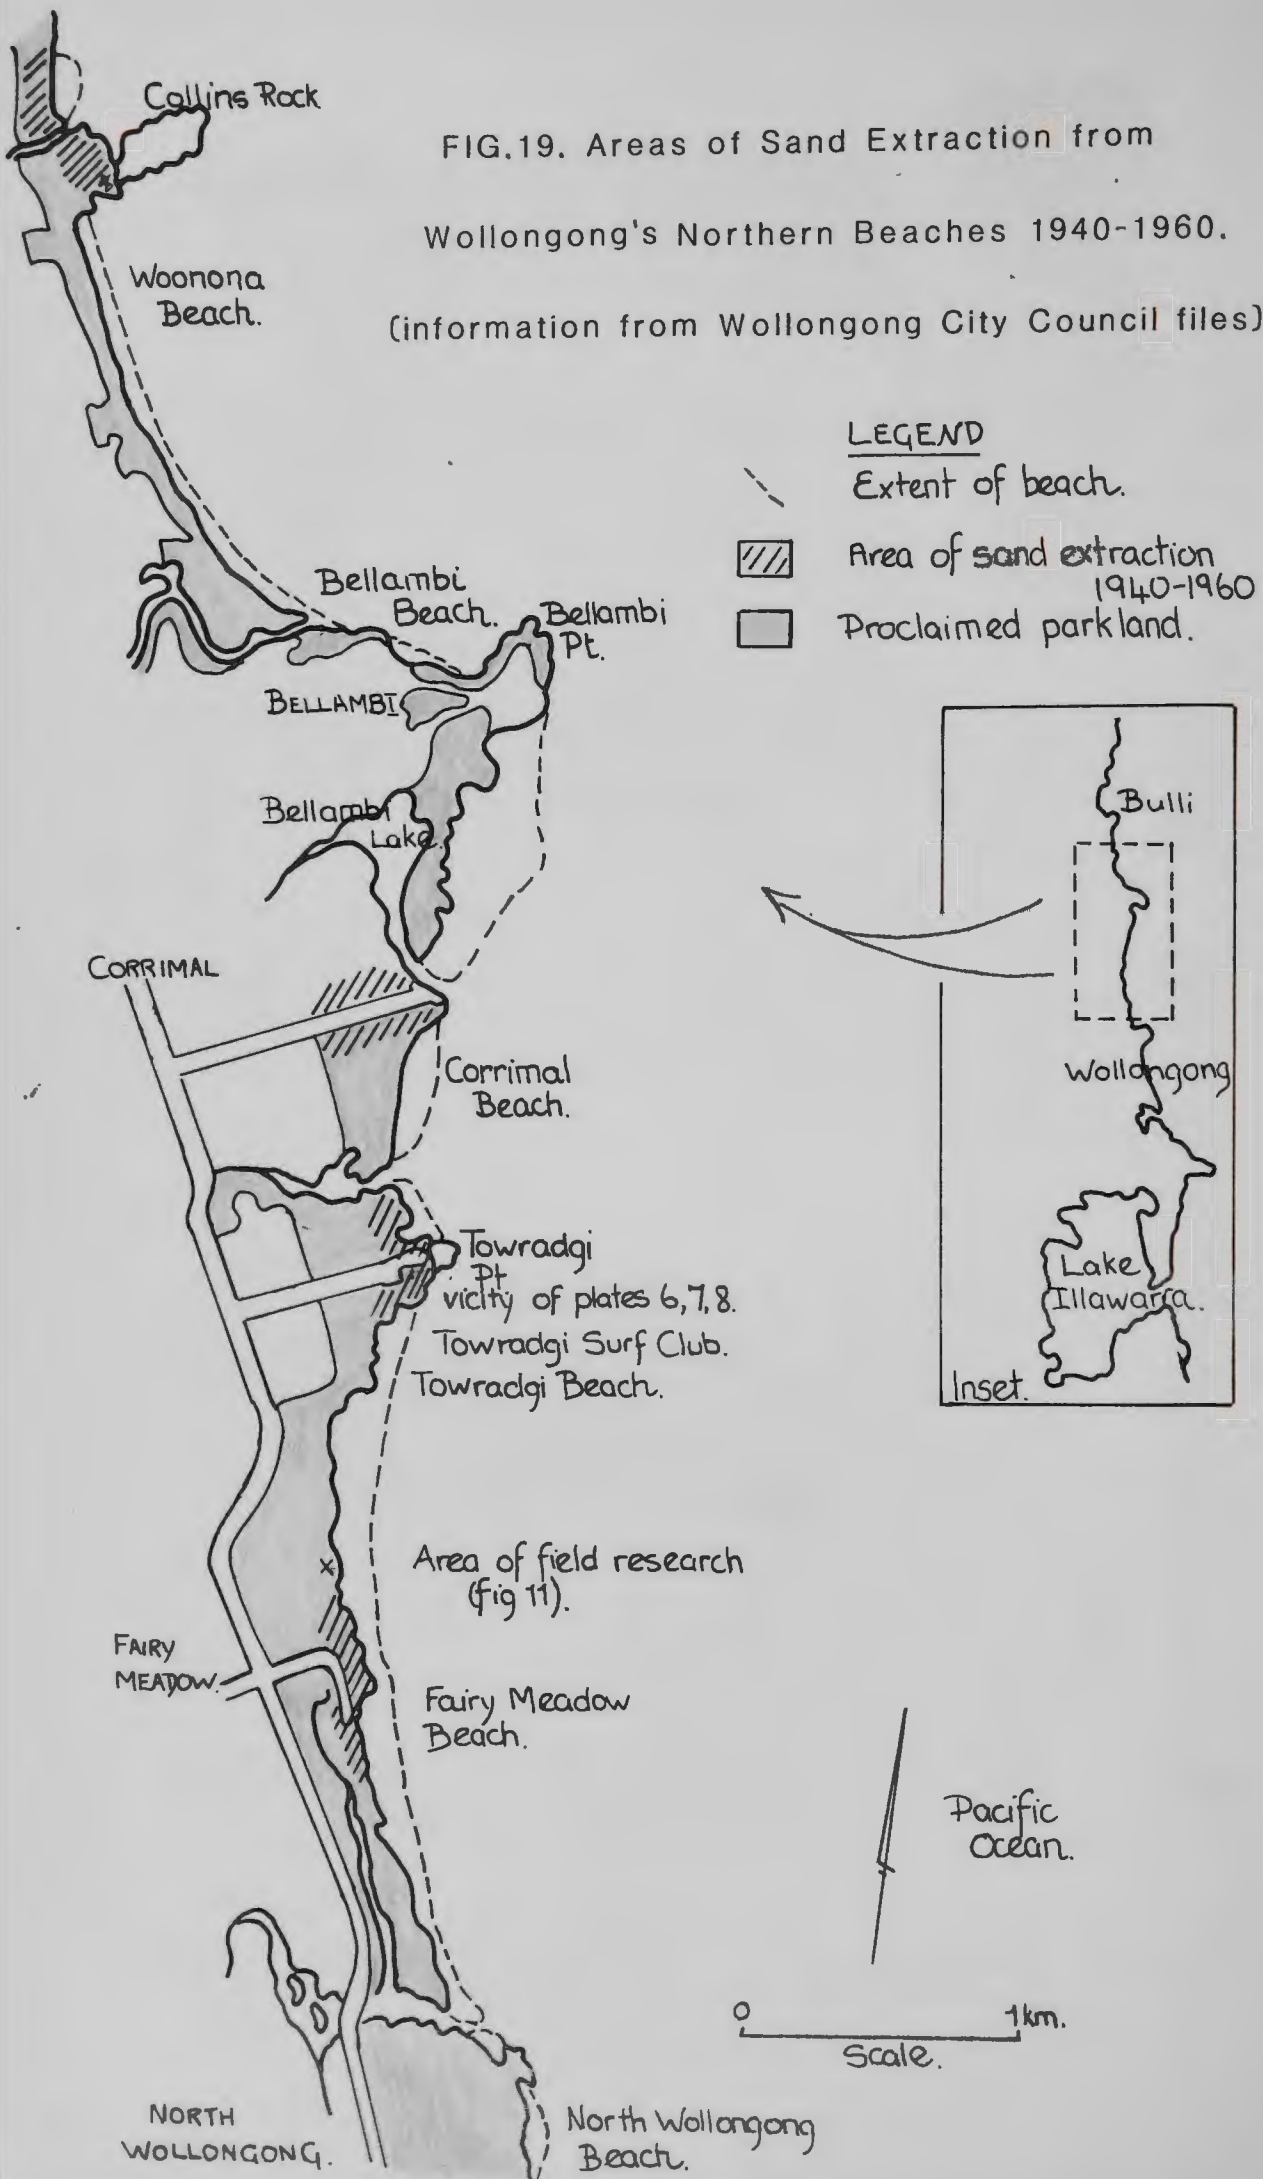 Collins Rock
FIG.19. Areas of Sand Extraction from
Wollongong's Northern Beaches 1940-1960.
(information from Wollongong City Council files)
Woonona
Beach.
LEGEND
Extent of beach.
Area of sand extraction
1940-1960
Proclaimed parkland.
Bellambi
Beach.
Bellambi
Pt.
BELLAMBI
Bellambi
Lake.
CORRIMAL
Corrimal
Beach.
Towradgi
Pt
vicity of plates 6,7,8.
Towradgi Surf Club.
Towradgi Beach.
x
Area of field research
(fig 11).
FAIRY
MEADOW.
Fairy Meadow
Beach.
Bulli
Wollongong
Lake
Illawarra.
Inset.
Pacific
Ocean.
0 1km.
Scale.
NORTH
WOLLONGONG.
North Wollongong
Beach.